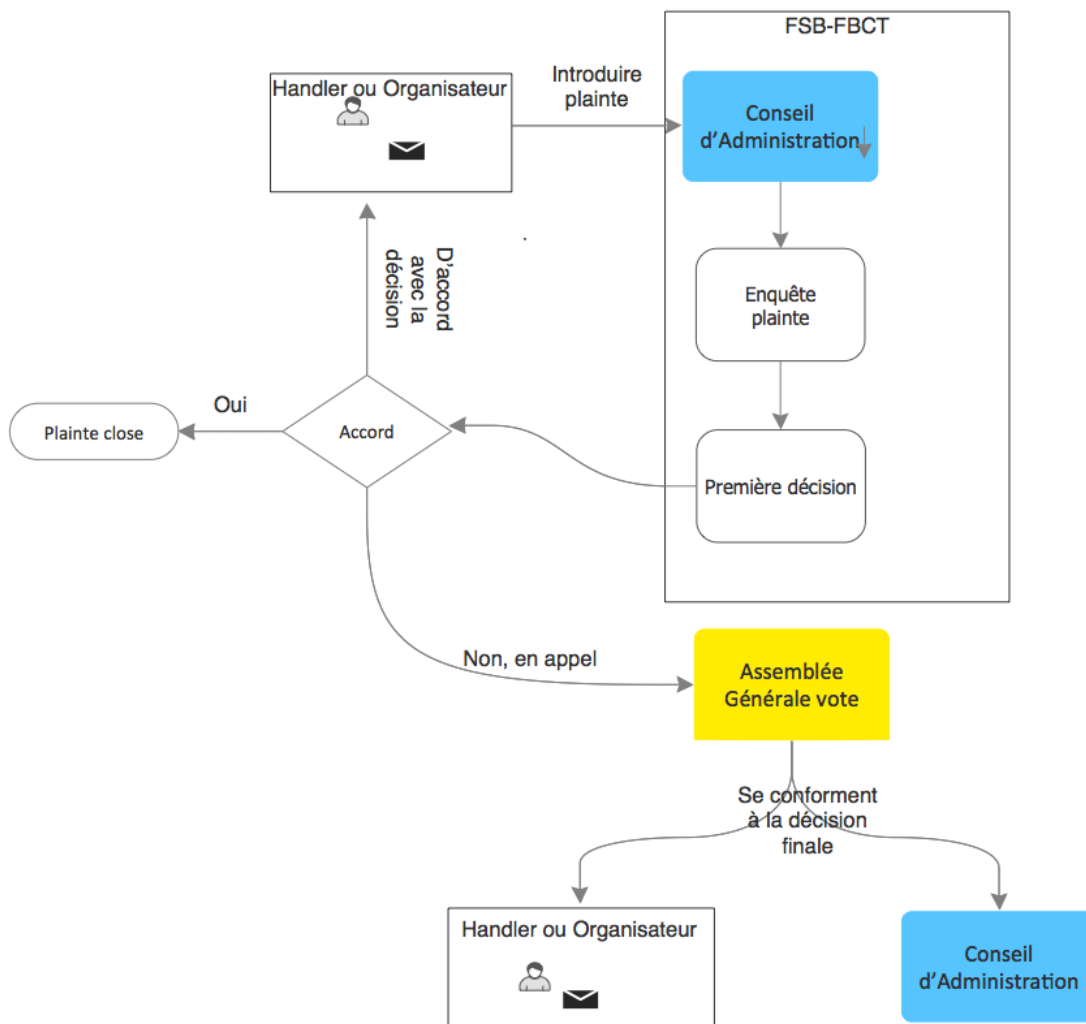 FSB-FBCT
Handler ou Organisateur
Introduire
plainte
Conseil
d'Administration
Enquête
plainte
D'accord
avec la
décision
Oui
Plainte close
Accord
Première décision
Non, en appel
Assemblée
Générale vote
Se conforment
à la décision
finale
Handler ou Organisateur
Conseil
d'Administration